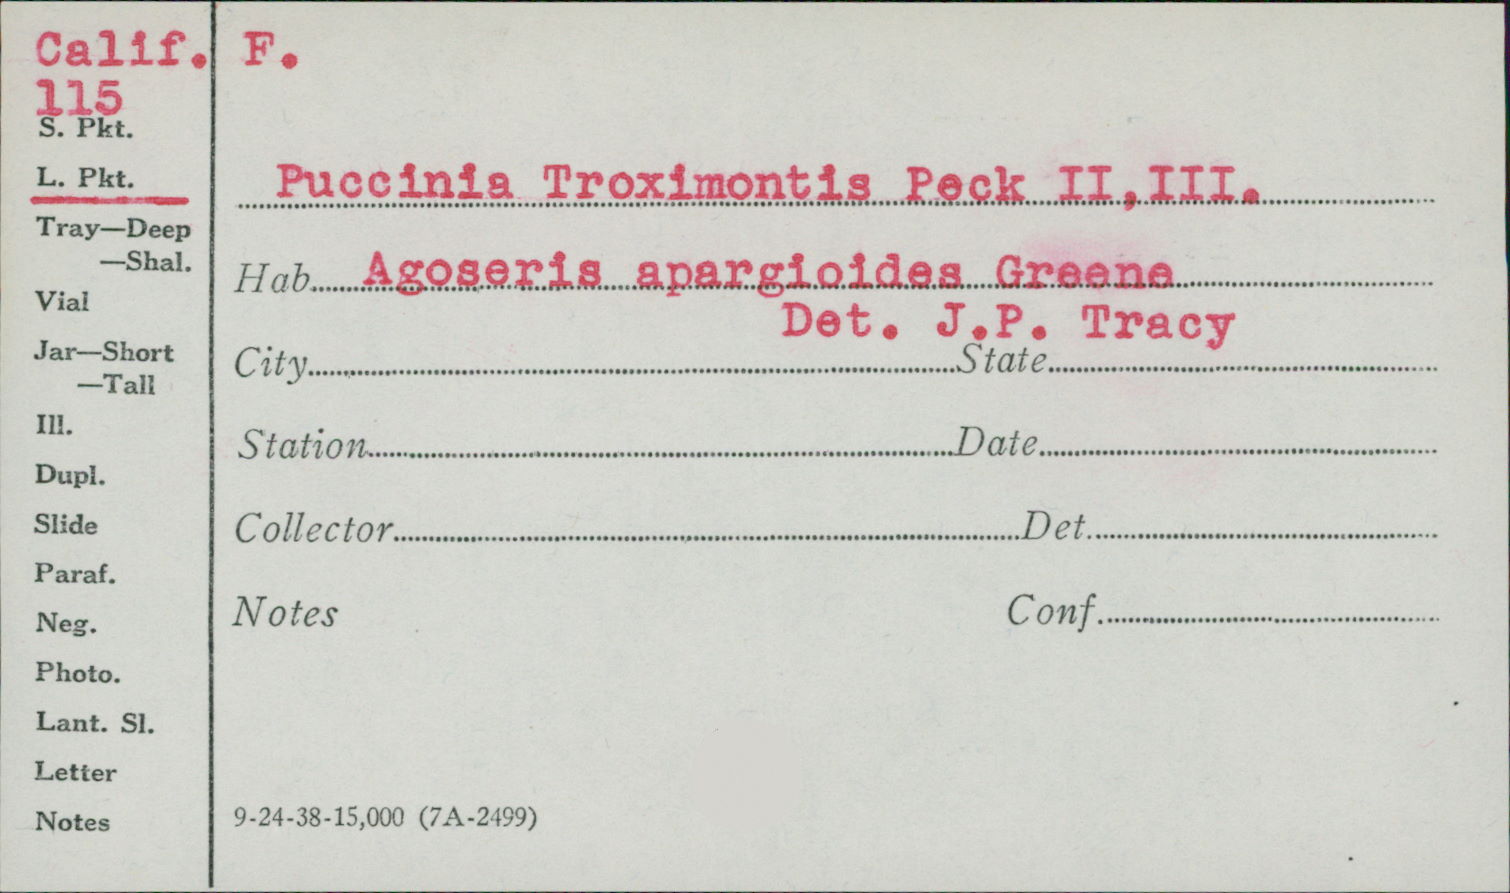 Calif. F.
115
S. Pkt.
L. Pkt.
Puccinia Troximontis Peck II,III.
Tray—Deep
—Shal.
Hab. Agoseris apargioides Greene
Vial
Det. J.P. Tracy
Jar—Short
—Tall
City State
Ill.
Station Date
Dupl.
Slide
Collector Det.
Paraf.
Neg.
Notes Conf.
Photo.
Lant. Sl.
Letter
Notes
9-24-38-15,000 (7A-2499)